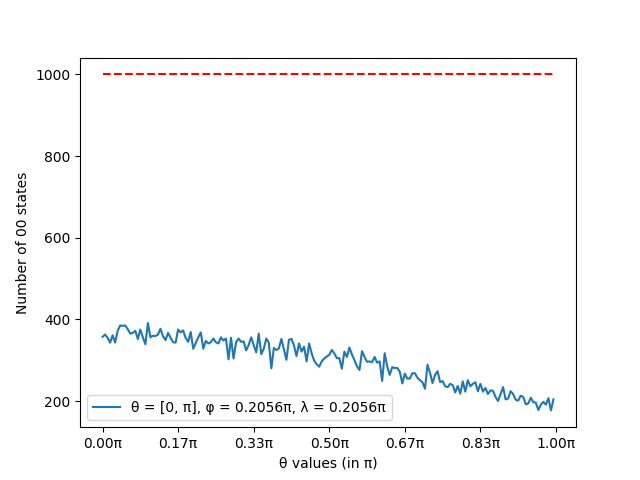 1000
800
600
400
200
Number of 00 states
θ = [0, π], φ = 0.2056π, λ = 0.2056π
0.00π 0.17π 0.33π 0.50π 0.67π 0.83π 1.00π
θ values (in π)